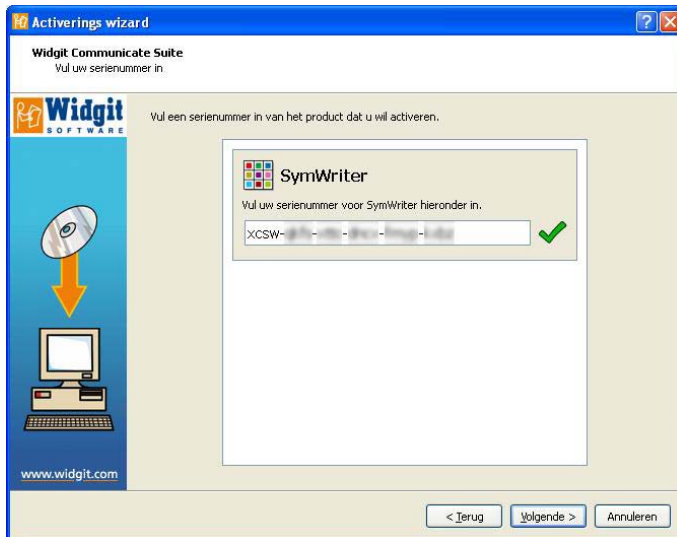 Activerings wizard
Widgit Communicate Suite
Vul uw serienummer in
Widgit
SOFTWARE
Vul een serienummer in van het product dat u wil activeren.
SymWriter
Vul uw serienummer voor SymWriter hieronder in.
xcsw-
www.widgit.com
< Terug
Volgende >
Annuleren